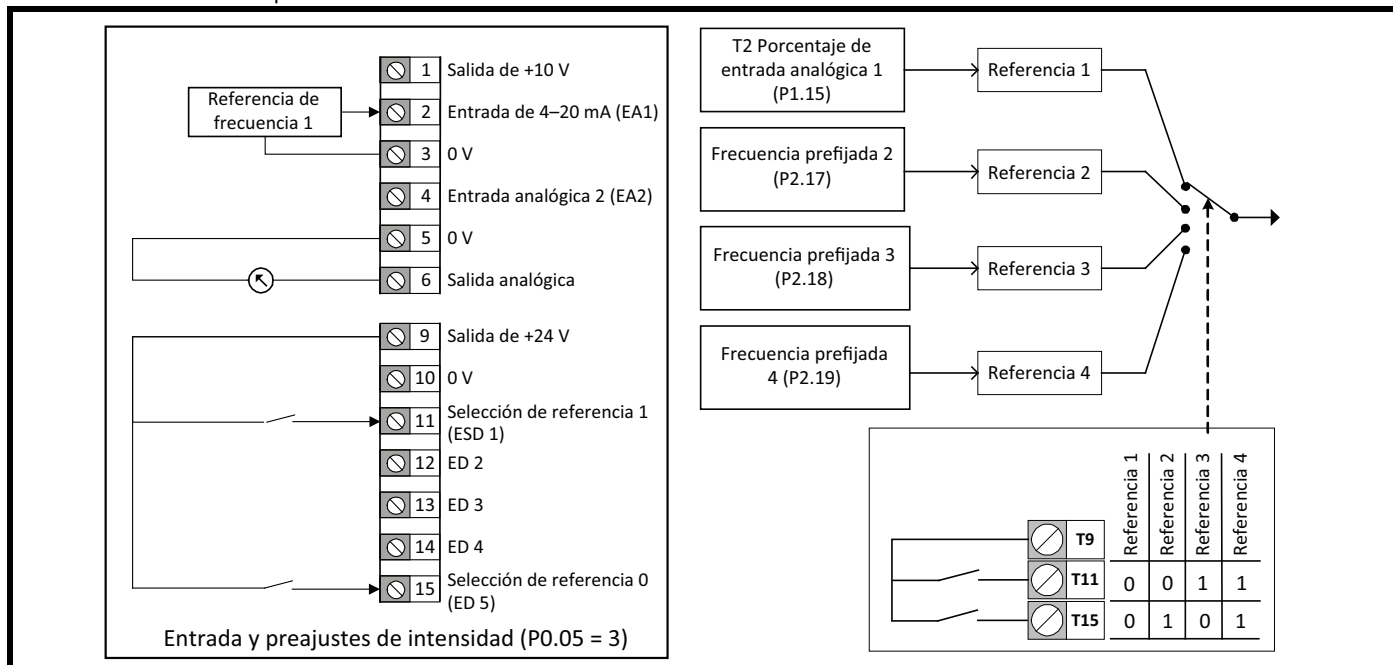 Referencia de
frecuencia 1
1 Salida de +10 V
2 Entrada de 4–20 mA (EA1)
3 0 V
4 Entrada analógica 2 (EA2)
5 0 V
6 Salida analógica
9 Salida de +24 V
10 0 V
11 Selección de referencia 1
(ESD 1)
12 ED 2
13 ED 3
14 ED 4
15 Selección de referencia 0
(ED 5)
Entrada y preajustes de intensidad (P0.05 = 3)
T2 Porcentaje de
entrada analógica 1
(P1.15)
Referencia 1
Frecuencia prefijada 2
(P2.17)
Referencia 2
Frecuencia prefijada 3
(P2.18)
Referencia 3
Frecuencia prefijada
4 (P2.19)
Referencia 4
Referencia 1
Referencia 2
Referencia 3
Referencia 4
T9
T11 0 0 1 1
T15 0 1 0 1